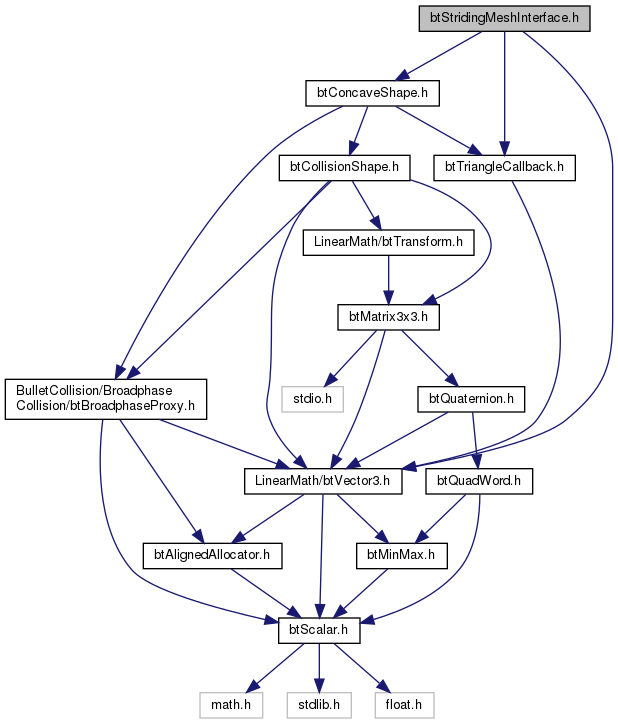 btStridingMeshInterface.h
btConcaveShape.h
btCollisionShape.h
btTriangleCallback.h
LinearMath/btTransform.h
btMatrix3x3.h
BulletCollision/Broadphase
Collision/btBroadphaseProxy.h
stdio.h
btQuaternion.h
LinearMath/btVector3.h
btQuadWord.h
btAlignedAllocator.h
btMinMax.h
btScalar.h
math.h
stdlib.h
float.h